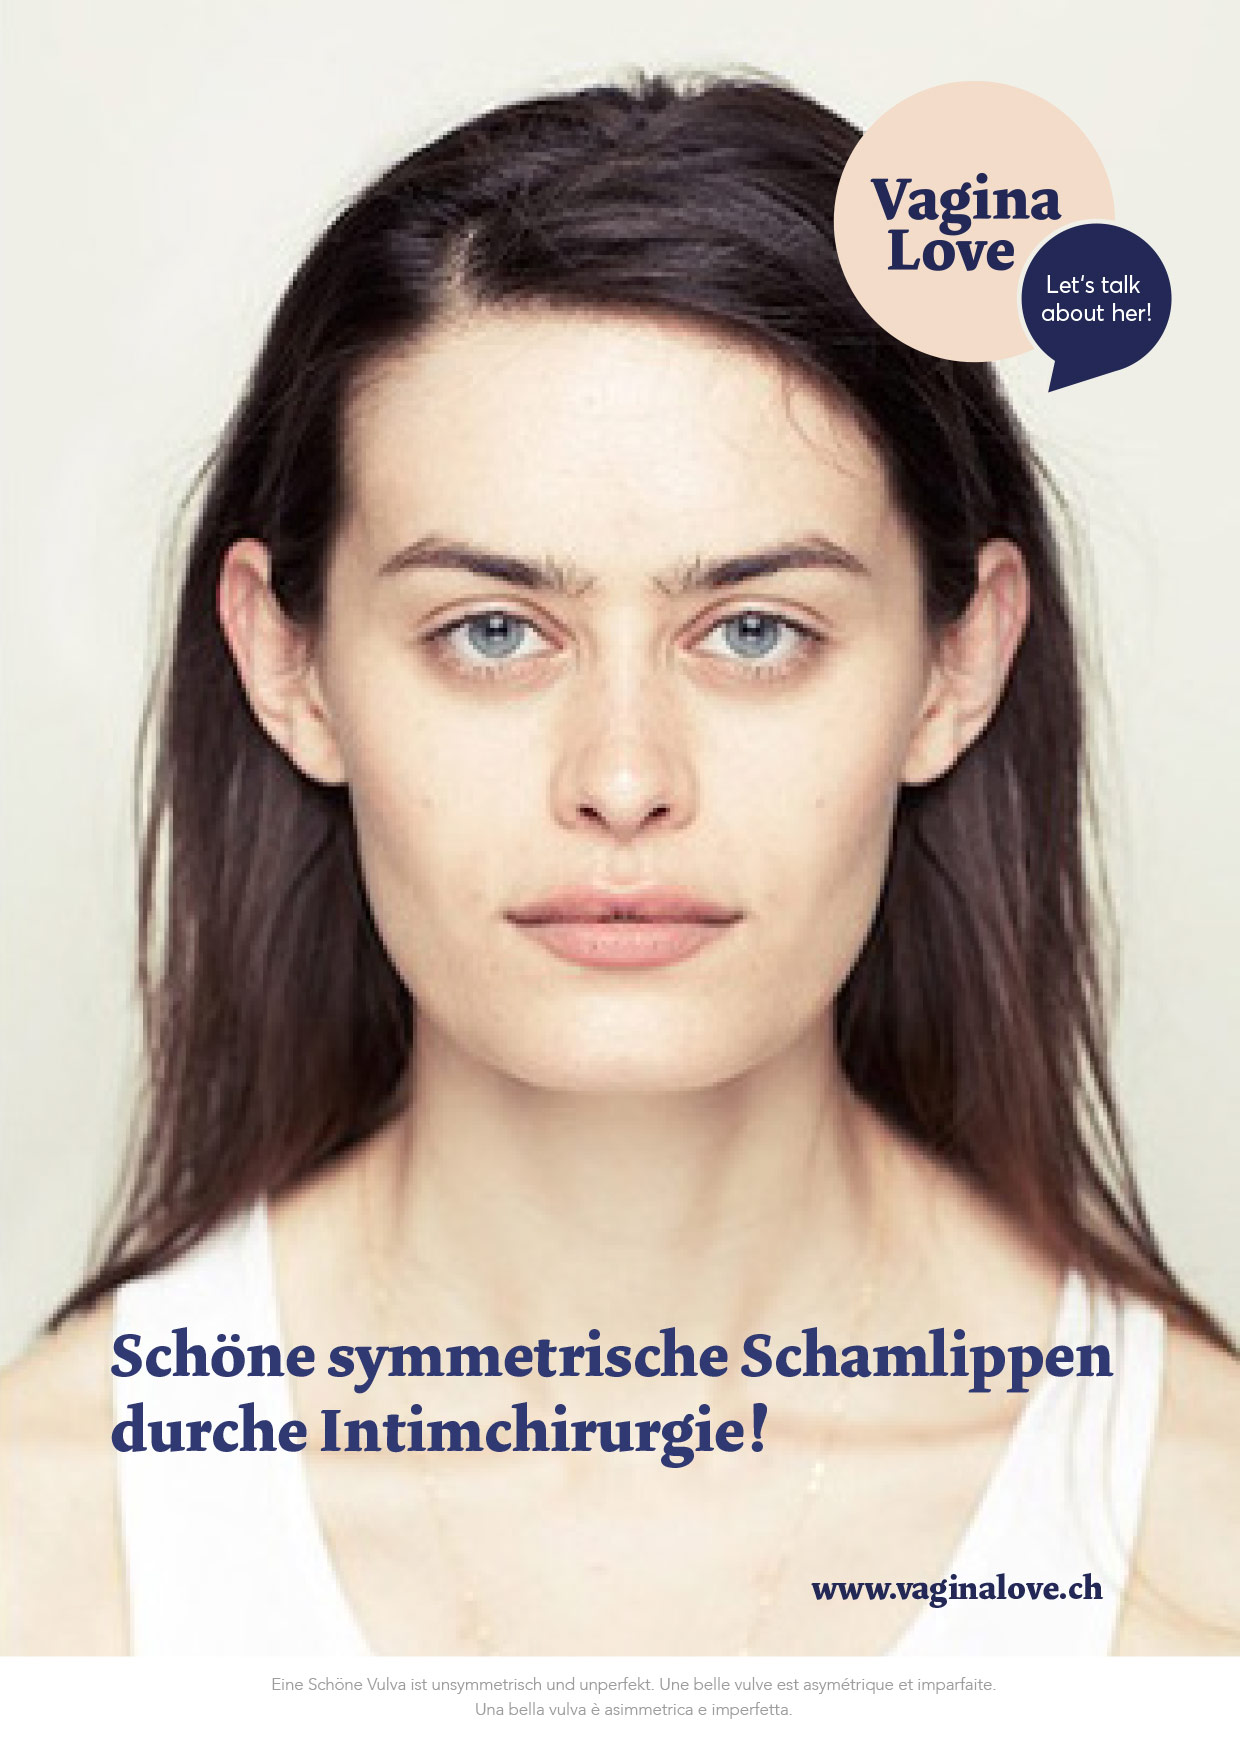 Vagina
Love
Let's talk
about her!
Schöne symmetrische Schamlippen
durche Intimchirurgie!
www.vaginalove.ch
Eine Schöne Vulva ist unsymmetrisch und unperfekt. Une belle vulve est asymétrique et imparfaite.
Una bella vulva è asimmetrica e imperfetta.